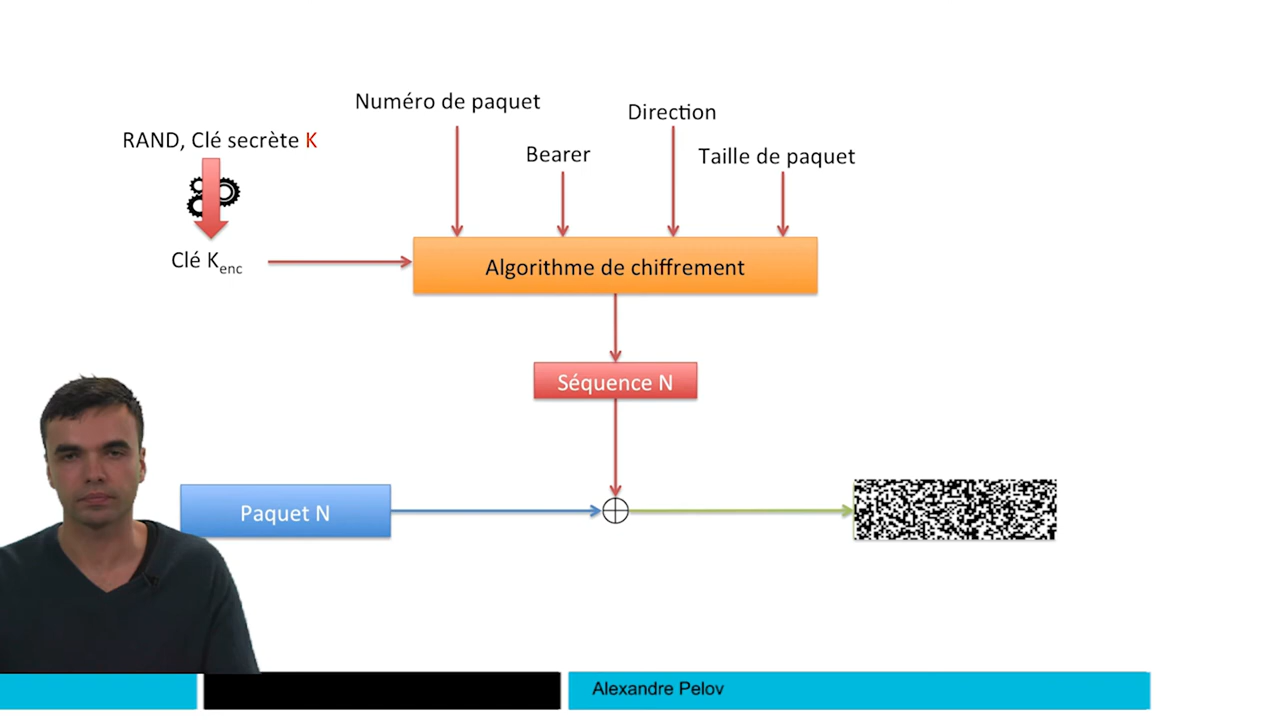 Numéro de paquet
Direction
RAND, Clé secrète K
Bearer
Taille de paquet
Clé Kenc
Algorithme de chiffrement
Séquence N
Paquet N
Alexandre Pelov